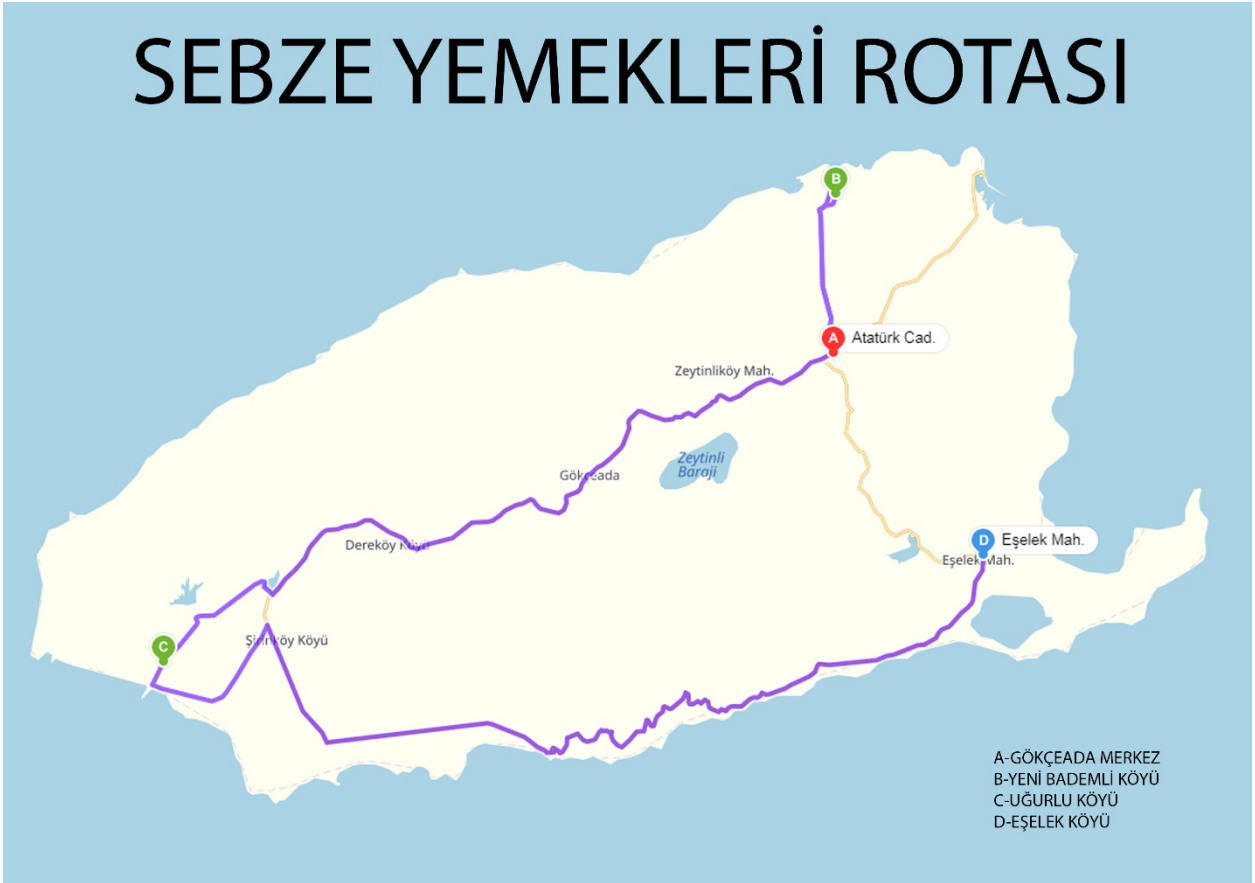 SEBZE YEMEKLERİ ROTASI
B
A
Atatürk Cad.
Zeytinliköy Mah.
Zeytinli
Baraji
Gökçeada
D
Eşelek Mah.
Dereköy Köyü
Eşelek Mah.
Şirinköy Köyü
C
A-GÖKÇEADA MERKEZ
B-YENİ BADEMLİ KÖYÜ
C-UĞURLU KÖYÜ
D-EŞELEK KÖYÜ